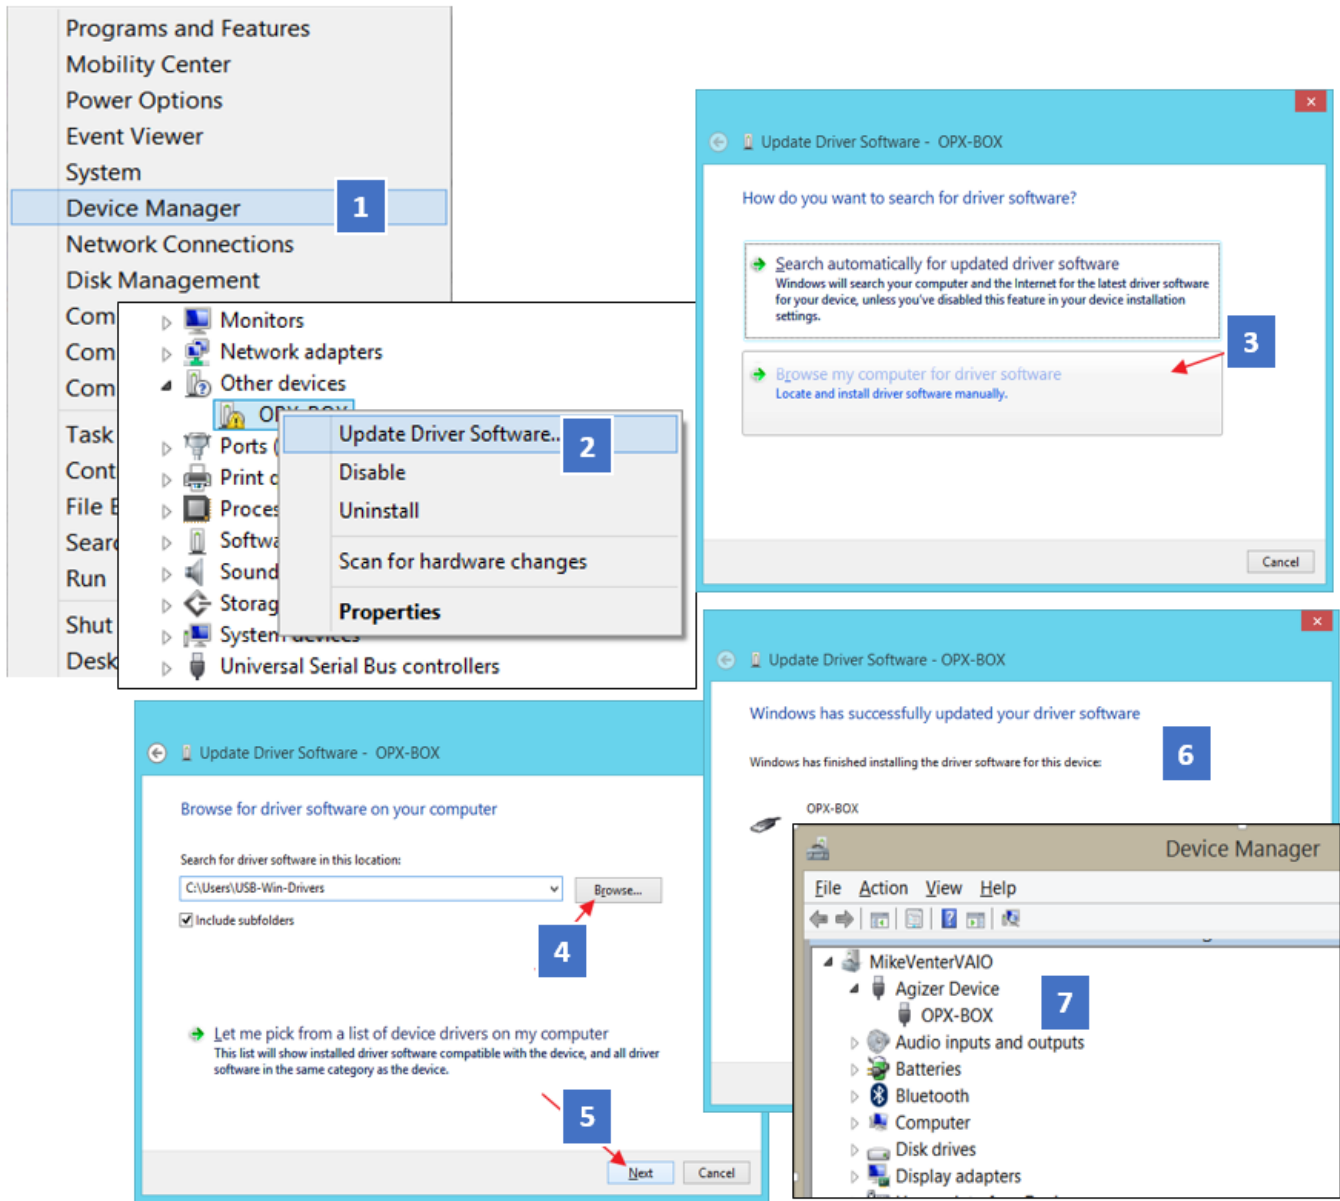 Programs and Features
Mobility Center
Power Options
Event Viewer
System
Device Manager
1
Network Connections
Disk Management
Com
Com
Com
Task
Cont
File E
Sear
Run
Shut
Desk
Monitors
Network adapters
Other devices
Update Driver Software..
2
Disable
Uninstall
Scan for hardware changes
Properties
Ports (
Print
Proces
Softwa
Sound
Storag
System devices
Universal Serial Bus controllers
Update Driver Software - OPX-BOX
How do you want to search for driver software?
Search automatically for updated driver software
Windows will search your computer and the Internet for the latest driver software
for your device, unless you've disabled this feature in your device installation
settings.
3
Browse my computer for driver software
Locate and install driver software manually.
Cancel
Update Driver Software - OPX-BOX
Browse for driver software on your computer
Search for driver software in this location:
C:\Users\USB-Win-Drivers
Browse...
Include subfolders
4
Let me pick from a list of device drivers on my computer
This list will show installed driver software compatible with the device, and all driver
software in the same category as the device.
5
Next
Cancel
Update Driver Software - OPX-BOX
Windows has successfully updated your driver software
6
Windows has finished installing the driver software for this device:
OPX-BOX
Device Manager
File Action View Help
MikeVenterVAIO
Agizer Device
7
OPX-BOX
Audio inputs and outputs
Batteries
Bluetooth
Computer
Disk drives
Display adapters